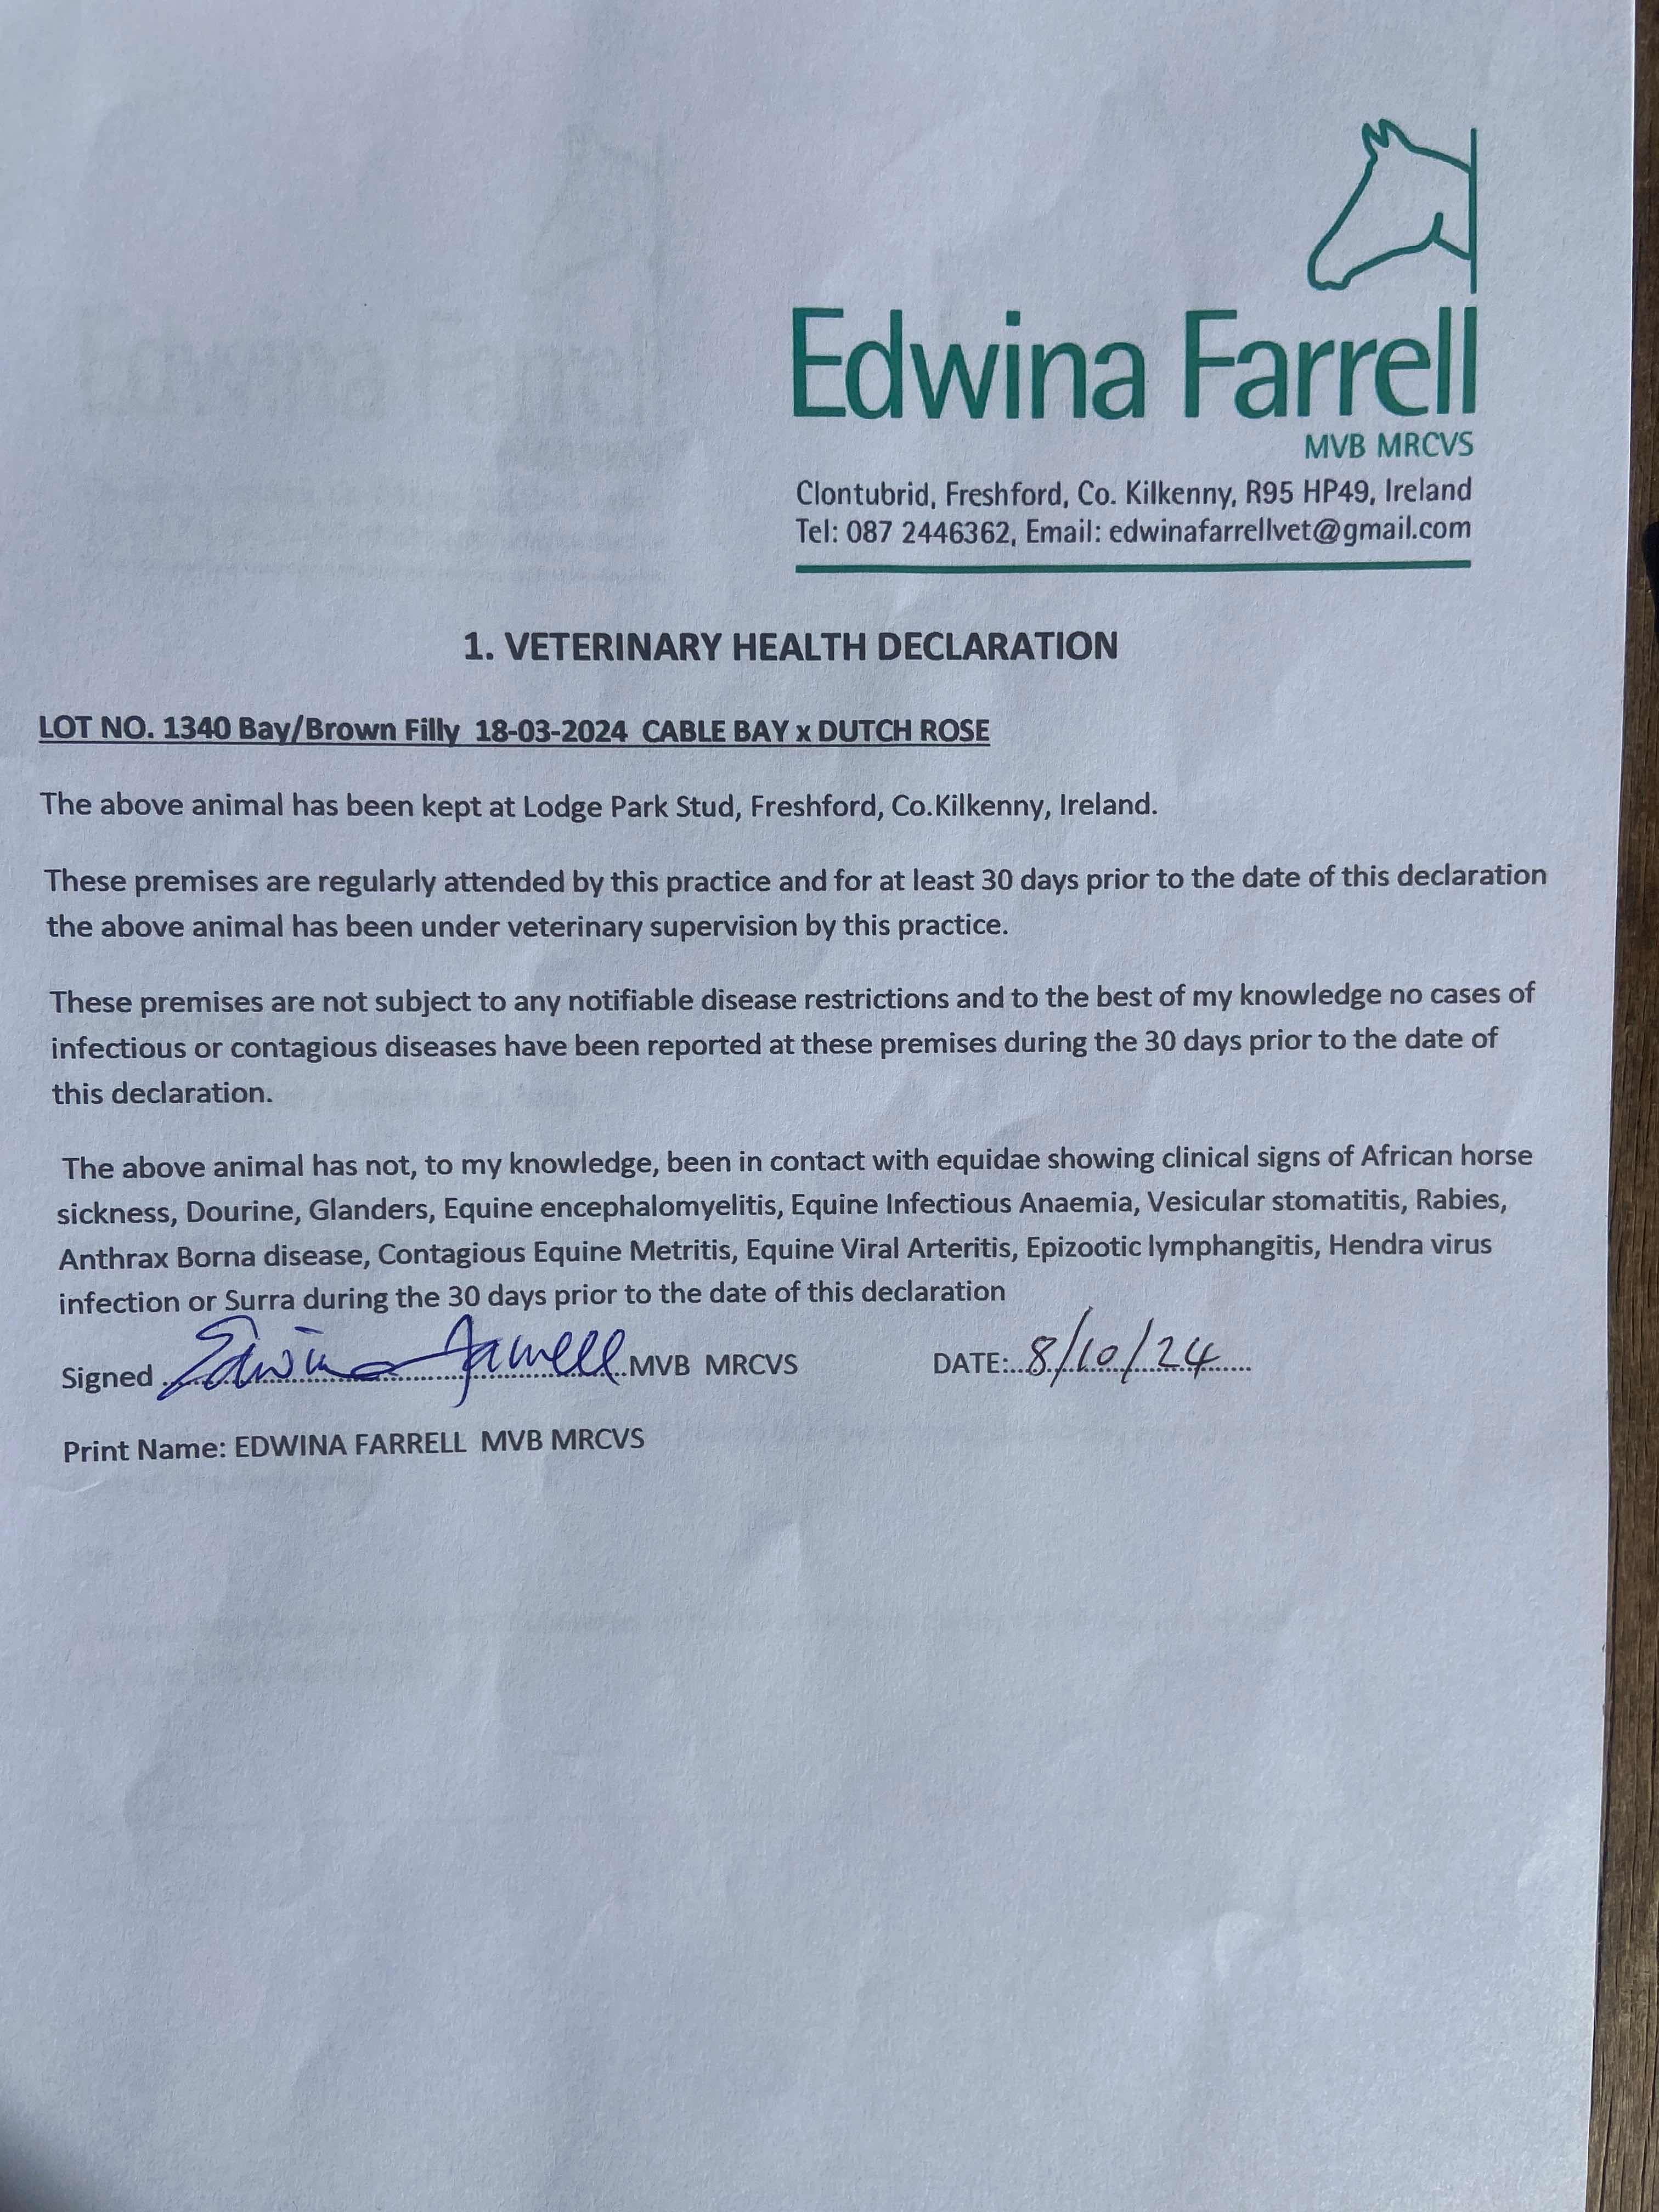 Edwina Farrell
MVB MRCVS
Clontubrid, Freshford, Co. Kilkenny, R95 HP49, Ireland
Tel: 087 2446362, Email: edwinafarrellvet@gmail.com
1. VETERINARY HEALTH DECLARATION
LOT NO. 1340 Bay/Brown Filly 18-03-2024 CABLE BAY x DUTCH ROSE
The above animal has been kept at Lodge Park Stud, Freshford, Co.Kilkenny, Ireland.
These premises are regularly attended by this practice and for at least 30 days prior to the date of this declaration
the above animal has been under veterinary supervision by this practice.
These premises are not subject to any notifiable disease restrictions and to the best of my knowledge no cases of
infectious or contagious diseases have been reported at these premises during the 30 days prior to the date of
this declaration.
The above animal has not, to my knowledge, been in contact with equidae showing clinical signs of African horse
sickness, Dourine, Glanders, Equine encephalomyelitis, Equine Infectious Anaemia, Vesicular stomatitis, Rabies,
Anthrax Borna disease, Contagious Equine Metritis, Equine Viral Arteritis, Epizootic lymphangitis, Hendra virus
infection or Surra during the 30 days prior to the date of this declaration
Signed Edwina Farrell MVB MRCVS DATE: 8/10/24
Print Name: EDWINA FARRELL MVB MRCVS